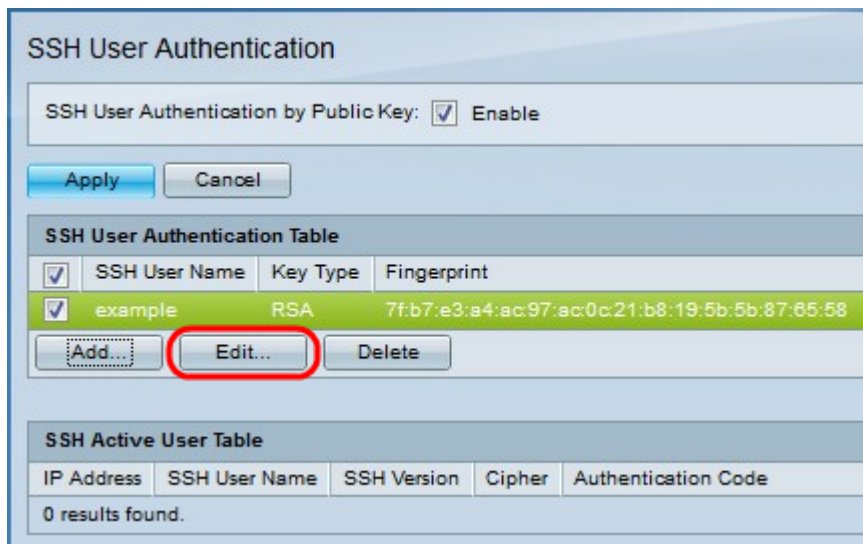 SSH User Authentication
SSH User Authentication by Public Key: Enable
Apply Cancel
SSH User Authentication Table
SSH User Name Key Type Fingerprint
example RSA 7f:b7:e3:a4:ac:97:ac:0c:21:b8:19:5b:5b:87:65:58
Add... Edit... Delete
SSH Active User Table
IP Address SSH User Name SSH Version Cipher Authentication Code
0 results found.